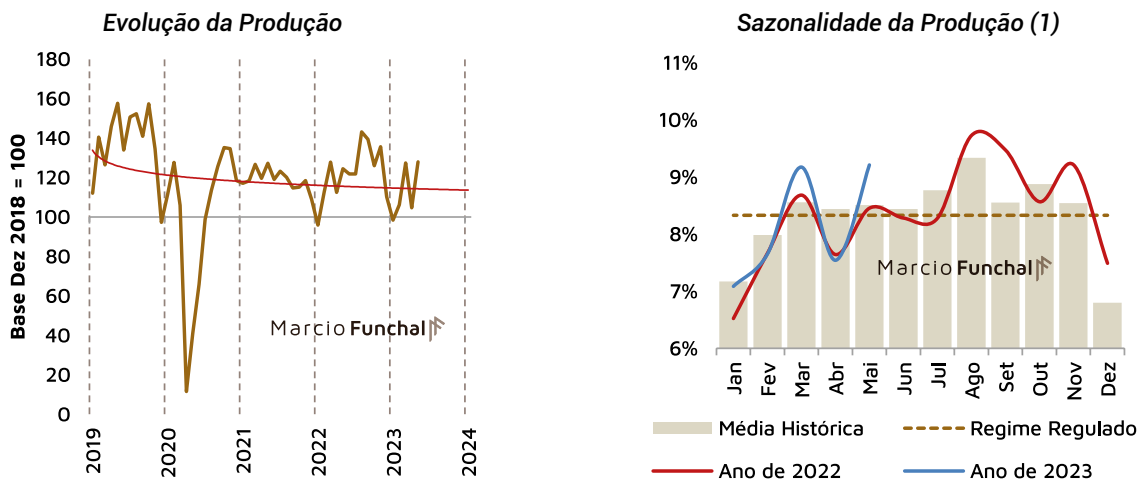 Evolução da Produção
180
160
140
120
100
80
60
40
20
0
Base Dez 2018 = 100
2019
2020
2021
2022
2023
2024
Marcio Funchal
Sazonalidade da Produção (1)
11%
10%
9%
8%
7%
6%
Marcio Funchal
Jan
Fev
Mar
Abr
Mai
Jun
Jul
Ago
Set
Out
Nov
Dez
Média Histórica
Regime Regulado
Ano de 2022
Ano de 2023